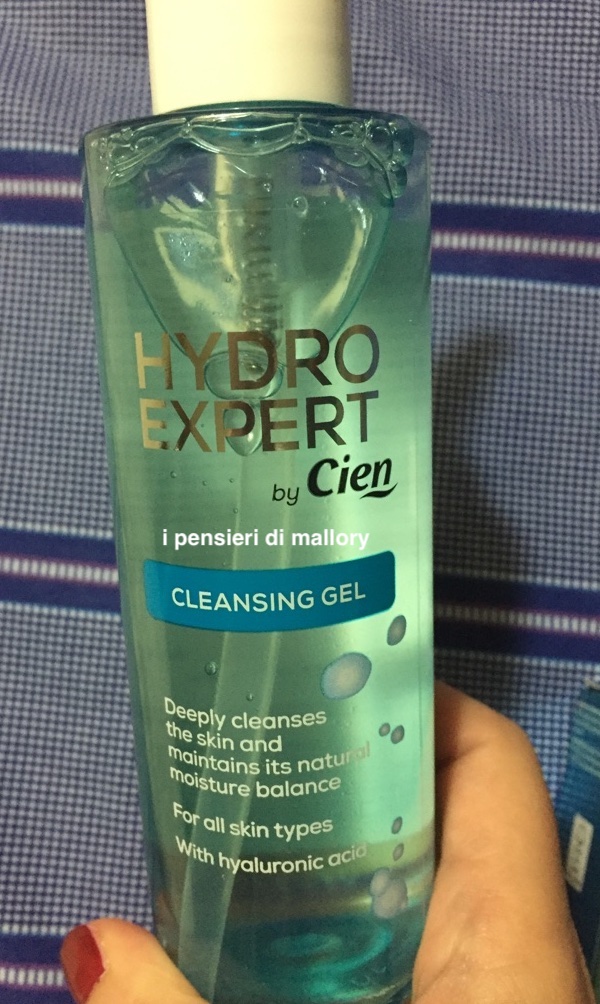 HYDRO
EXPERT
by Cien
i pensieri di mallory
CLEANSING GEL
Deeply cleanses
the skin and
maintains its natural
moisture balance
For all skin types
With hyaluronic acid